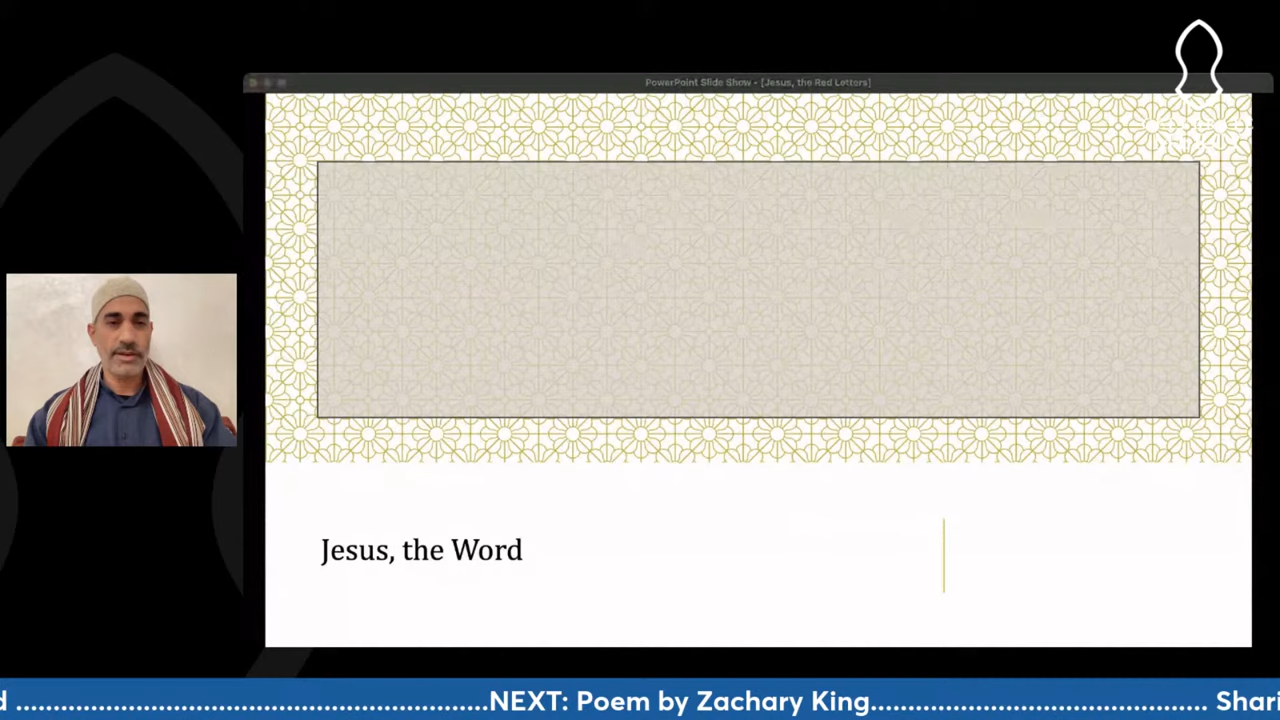 PowerPoint Slide Show - [Jesus, the Red Letters]
Jesus, the Word
d ................................................................NEXT: Poem by Zachary King.............................................. Shari